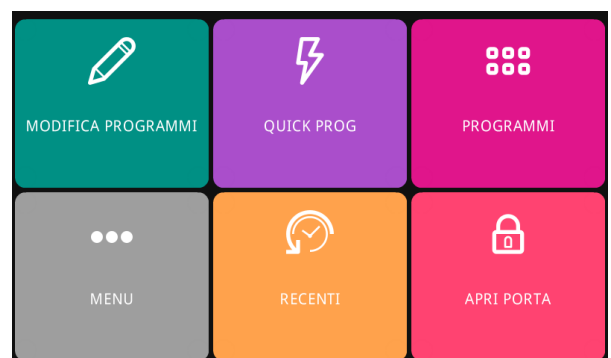 MODIFICA PROGRAMMI
QUICK PROG
PROGRAMMI
MENU
RECENTI
APRI PORTA